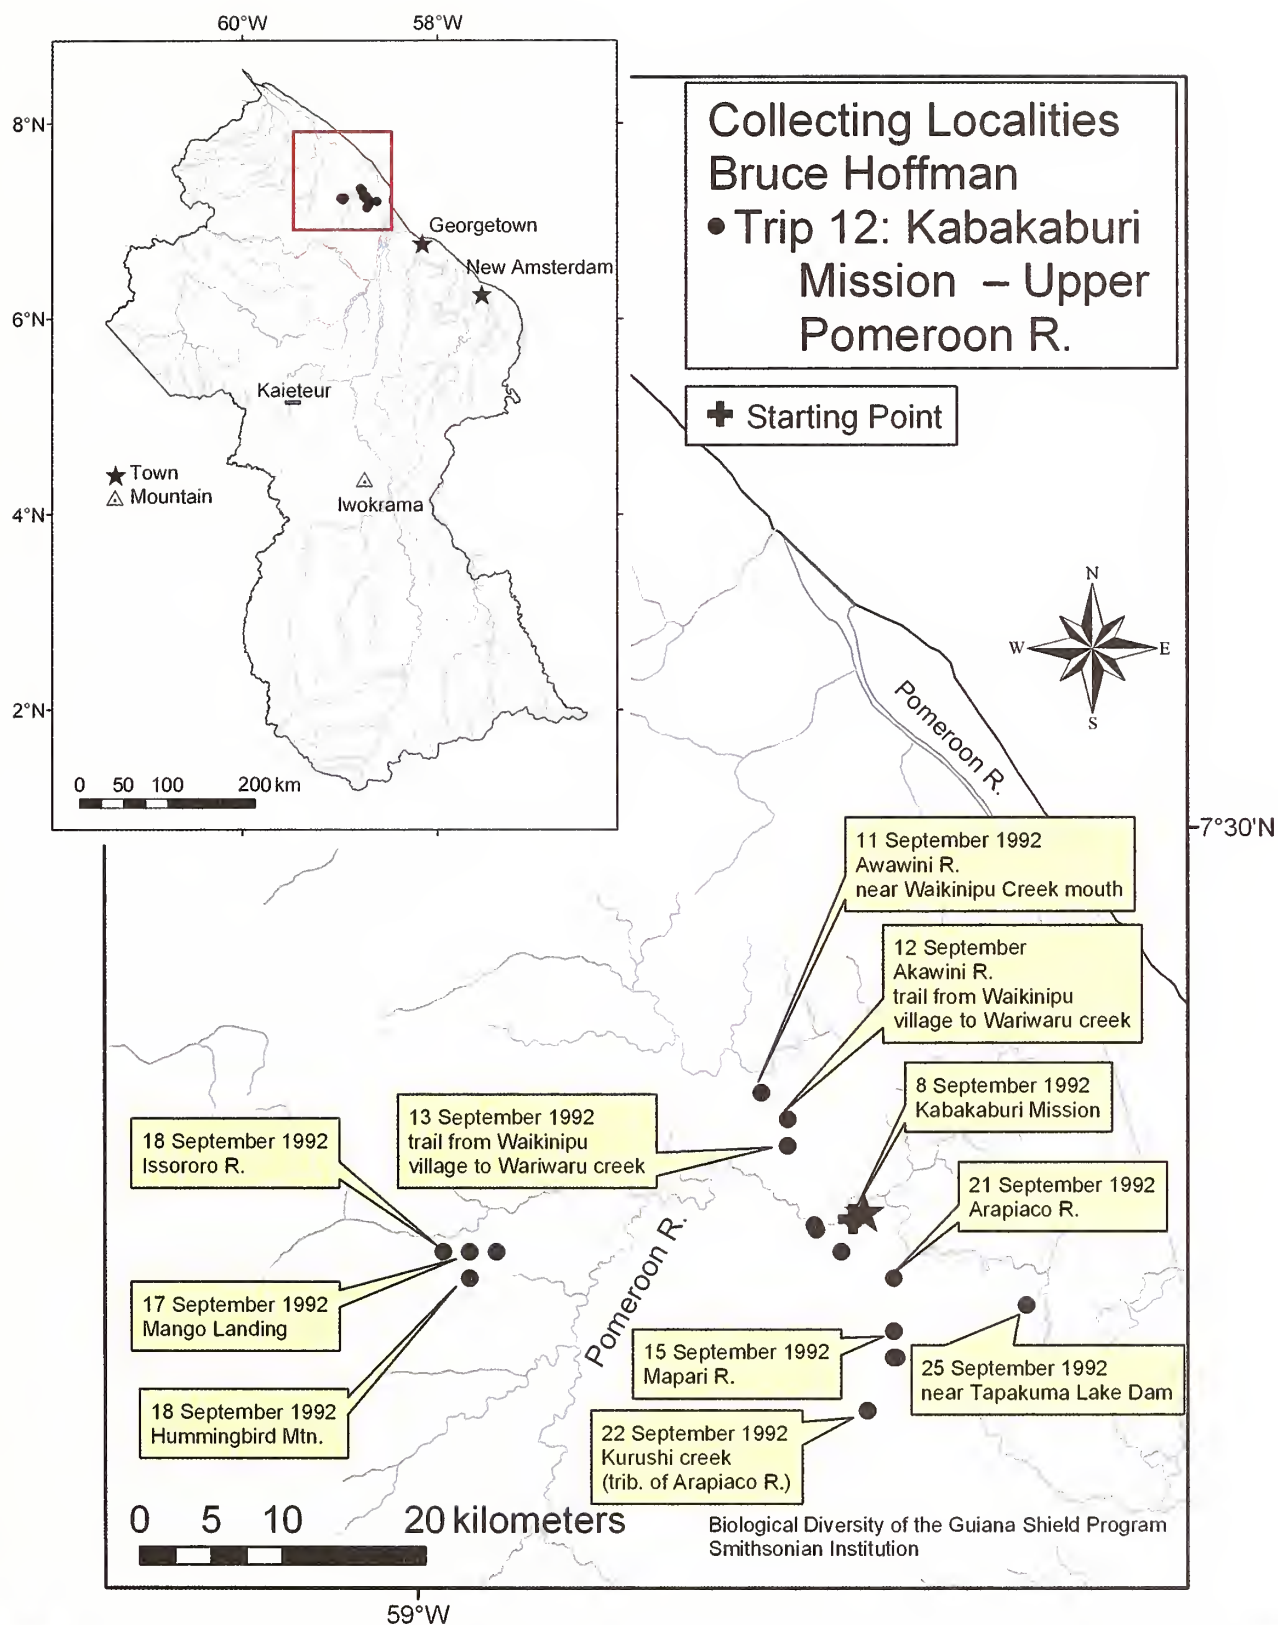 60°W
58°W
8°N
6°N
4°N
2°N
Georgetown
New Amsterdam
Kaieteur
Iwokrama
Town
Mountain
0 50 100 200 km
Collecting Localities
Bruce Hoffman
• Trip 12: Kabakaburi
Mission – Upper
Pomeroon R.
Starting Point
N
W
E
S
Pomeroon R.
7°30'N
11 September 1992
Awawini R.
near Waikinipu Creek mouth
12 September
Akawini R.
trail from Waikinipu
village to Wariwaru creek
8 September 1992
Kabakaburi Mission
13 September 1992
trail from Waikinipu
village to Wariwaru creek
18 September 1992
Issororo R.
21 September 1992
Arapiaco R.
Pomeroon R.
17 September 1992
Mango Landing
15 September 1992
Mapari R.
25 September 1992
near Tapakuma Lake Dam
18 September 1992
Hummingbird Mtn.
22 September 1992
Kurushi creek
(trib. of Arapiaco R.)
0 5 10 20 kilometers
Biological Diversity of the Guiana Shield Program
Smithsonian Institution
59°W